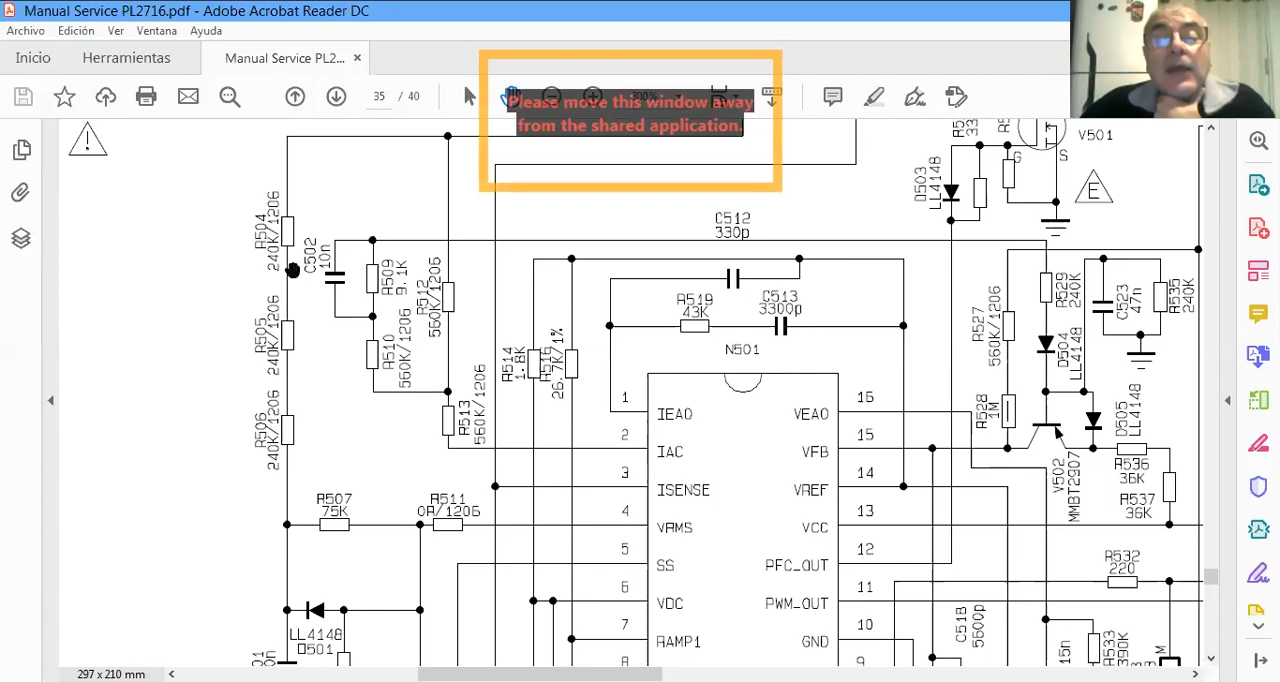 Manual Service PL2716.pdf - Adobe Acrobat Reader DC
Archivo Edición Ver Ventana Ayuda
Inicio Herramientas Manual Service PL2... ×
35 / 40 300%
Please move this window away
from the shared application.
V501
G S
E
33
D503
LL4148
R504
240K/1206
C502
10n
R509
9.1K
R512
560K/1206
C512
330p
R519
43K
C513
3300p
R529
240K
C523
47n
R535
240K
R505
240K/1206
R510
560K/1206
R514
1.8K
26.7K/1%
N501
R527
560K/1206
D504
LL4148
R506
240K/1206
R513
560K/1206
R528
1M
D505
LL4148
1 IEAO VEAO 16
2 IAC VFB 15
3 ISENSE VREF 14
4 VRMS VCC 13
5 SS PFC_OUT 12
6 VDC PWM_OUT 11
7 RAMP1 GND 10
8 9
V502
MMBT2907
R536
36K
R537
36K
R507
75K
R511
0R/1206
R532
220
LL4148
D501
C518
5600p
15n
R533
390K
M
297 x 210 mm